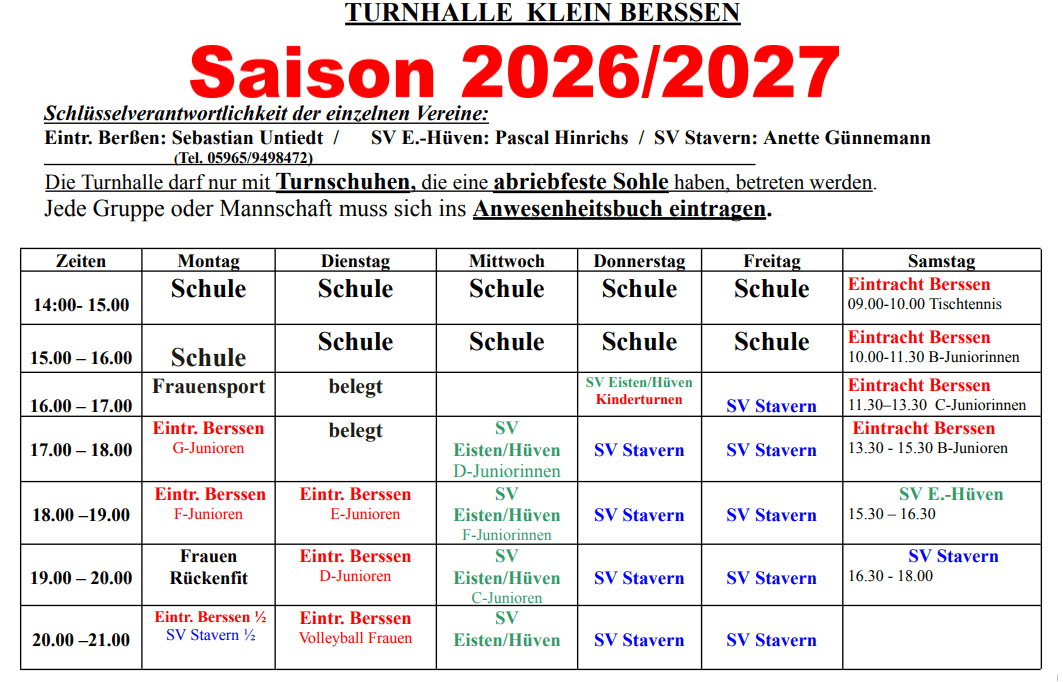 TURNHALLE KLEIN BERSSEN
Saison 2026/2027
Schlüsselverantwortlichkeit der einzelnen Vereine:
Eintr. Berßen: Sebastian Untiedt / SV E.-Hüven: Pascal Hinrichs / SV Stavern: Anette Günnemann
(Tel. 05965/9498472)
Die Turnhalle darf nur mit Turnschuhen, die eine abriebfeste Sohle haben, betreten werden.
Jede Gruppe oder Mannschaft muss sich ins Anwesenheitsbuch eintragen.
Zeiten Montag Dienstag Mittwoch Donnerstag Freitag Samstag
Schule Schule Schule Schule Schule Eintracht Berssen
14:00- 15.00 09.00-10.00 Tischtennis
Schule Schule Schule Schule Eintracht Berssen
15.00 – 16.00 Schule 10.00-11.30 B-Juniorinnen
Frauensport belegt SV Eisten/Hüven Eintracht Berssen
16.00 – 17.00 Kinderturnen SV Stavern 11.30–13.30 C-Juniorinnen
Eintr. Berssen belegt SV Eintracht Berssen
17.00 – 18.00 G-Junioren Eisten/Hüven SV Stavern SV Stavern 13.30 - 15.30 B-Junioren
D-Juniorinnen
Eintr. Berssen Eintr. Berssen SV SV E.-Hüven
18.00 –19.00 F-Junioren E-Junioren Eisten/Hüven SV Stavern SV Stavern 15.30 – 16.30
F-Juniorinnen
Frauen Eintr. Berssen SV SV Stavern
19.00 – 20.00 Rückenfit D-Junioren Eisten/Hüven SV Stavern SV Stavern 16.30 - 18.00
C-Junioren
Eintr. Berssen ½ Eintr. Berssen SV
20.00 –21.00 SV Stavern ½ Volleyball Frauen Eisten/Hüven SV Stavern SV Stavern